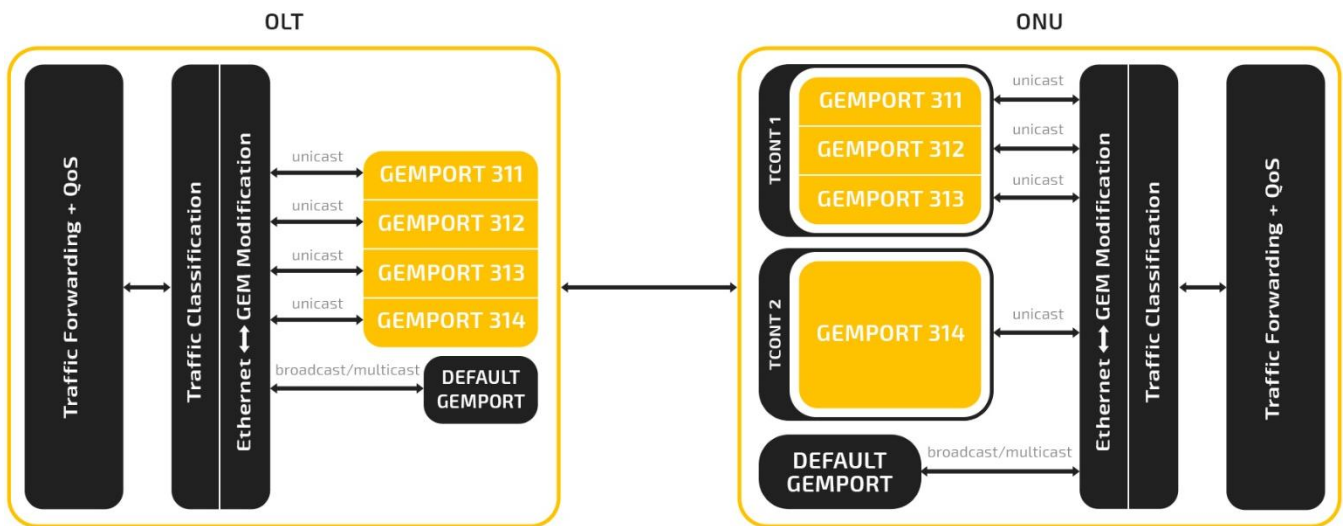 OLT
Traffic Forwarding + QoS
Traffic Classification
Ethernet ⟷ GEM Modification
unicast
GEMPORT 311
unicast
GEMPORT 312
unicast
GEMPORT 313
unicast
GEMPORT 314
broadcast/multicast
DEFAULT
GEMPORT
ONU
TCONT 1
GEMPORT 311
unicast
GEMPORT 312
unicast
GEMPORT 313
unicast
TCONT 2
GEMPORT 314
unicast
DEFAULT
GEMPORT
broadcast/multicast
Ethernet ⟷ GEM Modification
Traffic Classification
Traffic Forwarding + QoS